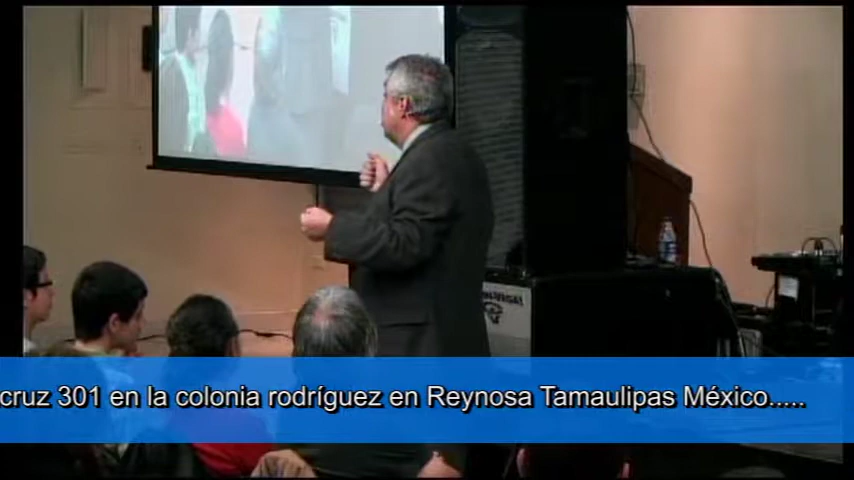 cruz 301 en la colonia rodríguez en Reynosa Tamaulipas México.....